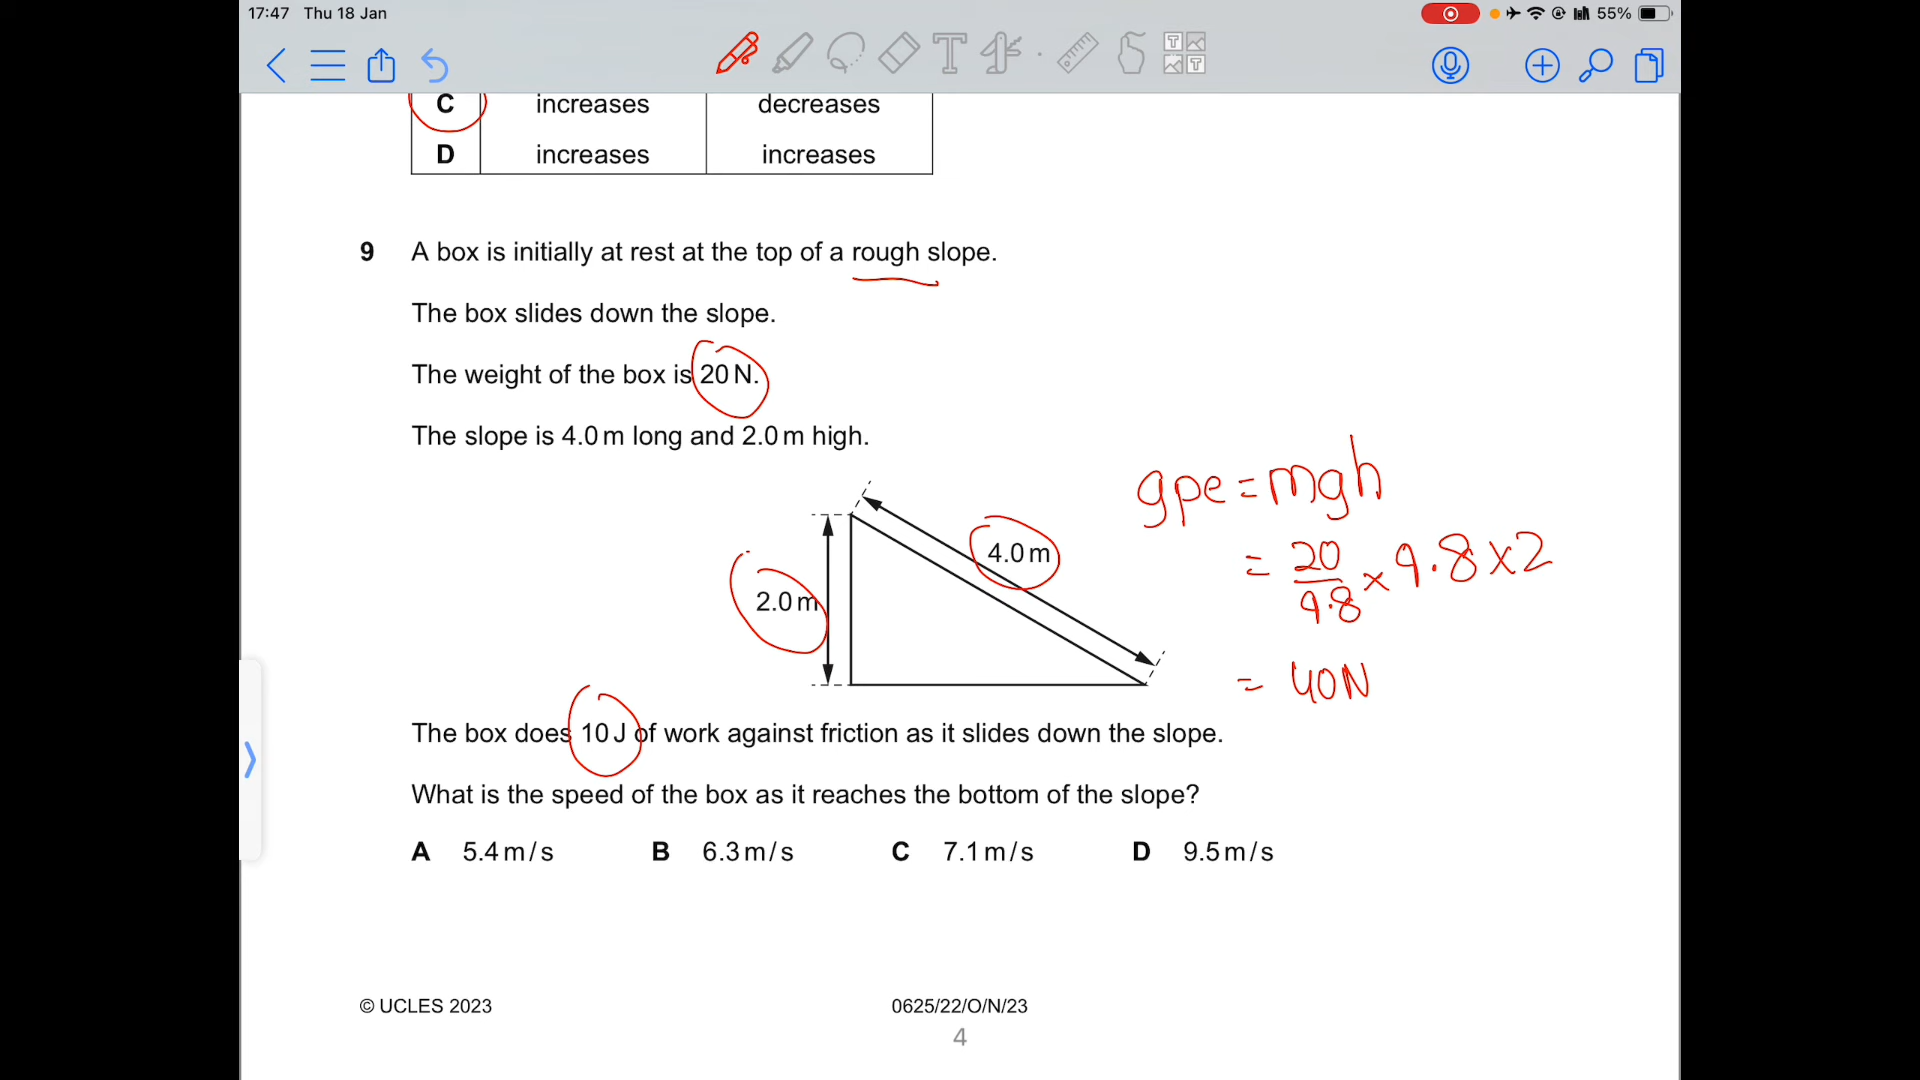 17:47 Thu 18 Jan
55%
C increases decreases
D increases increases
9 A box is initially at rest at the top of a rough slope.
The box slides down the slope.
The weight of the box is 20 N.
The slope is 4.0 m long and 2.0 m high.
4.0 m
2.0 m
gpe = mgh
= 20/9.8 × 9.8 × 2
= 40N
The box does 10 J of work against friction as it slides down the slope.
What is the speed of the box as it reaches the bottom of the slope?
A 5.4 m / s B 6.3 m / s C 7.1 m / s D 9.5 m / s
© UCLES 2023 0625/22/O/N/23
4